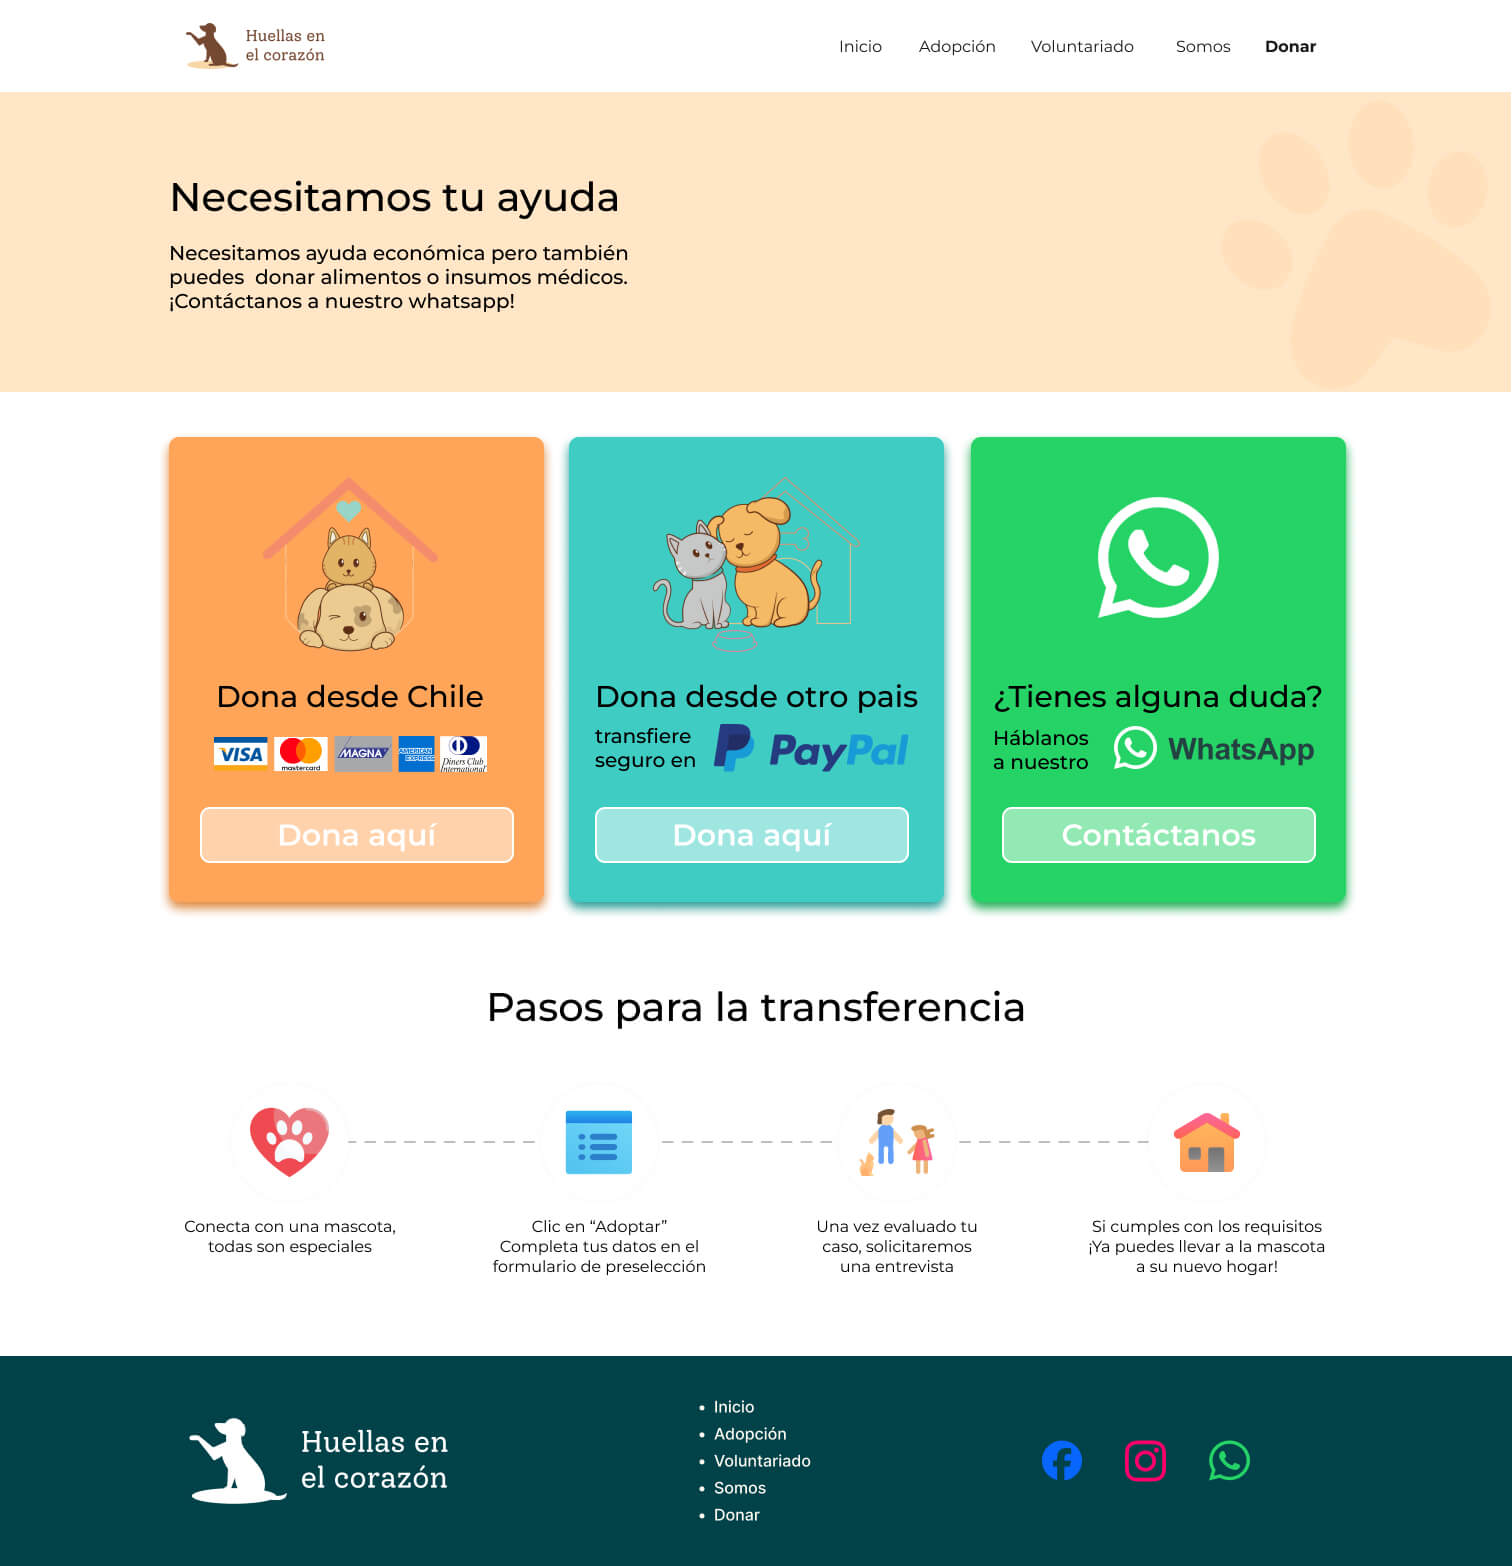 Huellas en
el corazón
Inicio
Adopción
Voluntariado
Somos
Donar
Necesitamos tu ayuda
Necesitamos ayuda económica pero también
puedes donar alimentos o insumos médicos.
¡Contáctanos a nuestro whatsapp!
Dona desde Chile
VISA
mastercard
MAGNA
AMERICAN
EXPRESS
Diners Club
International
Dona aquí
Dona desde otro pais
transfiere
seguro en
PayPal
Dona aquí
¿Tienes alguna duda?
Háblanos
a nuestro
WhatsApp
Contáctanos
Pasos para la transferencia
Conecta con una mascota,
todas son especiales
Clic en “Adoptar”
Completa tus datos en el
formulario de preselección
Una vez evaluado tu
caso, solicitaremos
una entrevista
Si cumples con los requisitos
¡Ya puedes llevar a la mascota
a su nuevo hogar!
Huellas en
el corazón
• Inicio
• Adopción
• Voluntariado
• Somos
• Donar